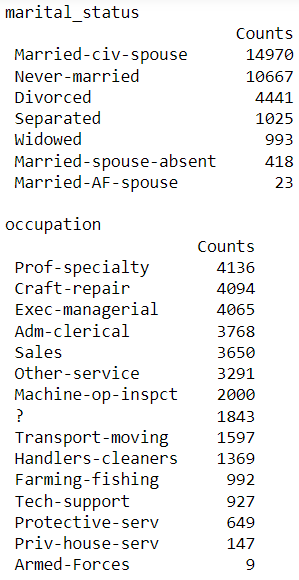 marital_status
Counts
Married-civ-spouse 14970
Never-married 10667
Divorced 4441
Separated 1025
Widowed 993
Married-spouse-absent 418
Married-AF-spouse 23
occupation
Counts
Prof-specialty 4136
Craft-repair 4094
Exec-managerial 4065
Adm-clerical 3768
Sales 3650
Other-service 3291
Machine-op-inspct 2000
? 1843
Transport-moving 1597
Handlers-cleaners 1369
Farming-fishing 992
Tech-support 927
Protective-serv 649
Priv-house-serv 147
Armed-Forces 9